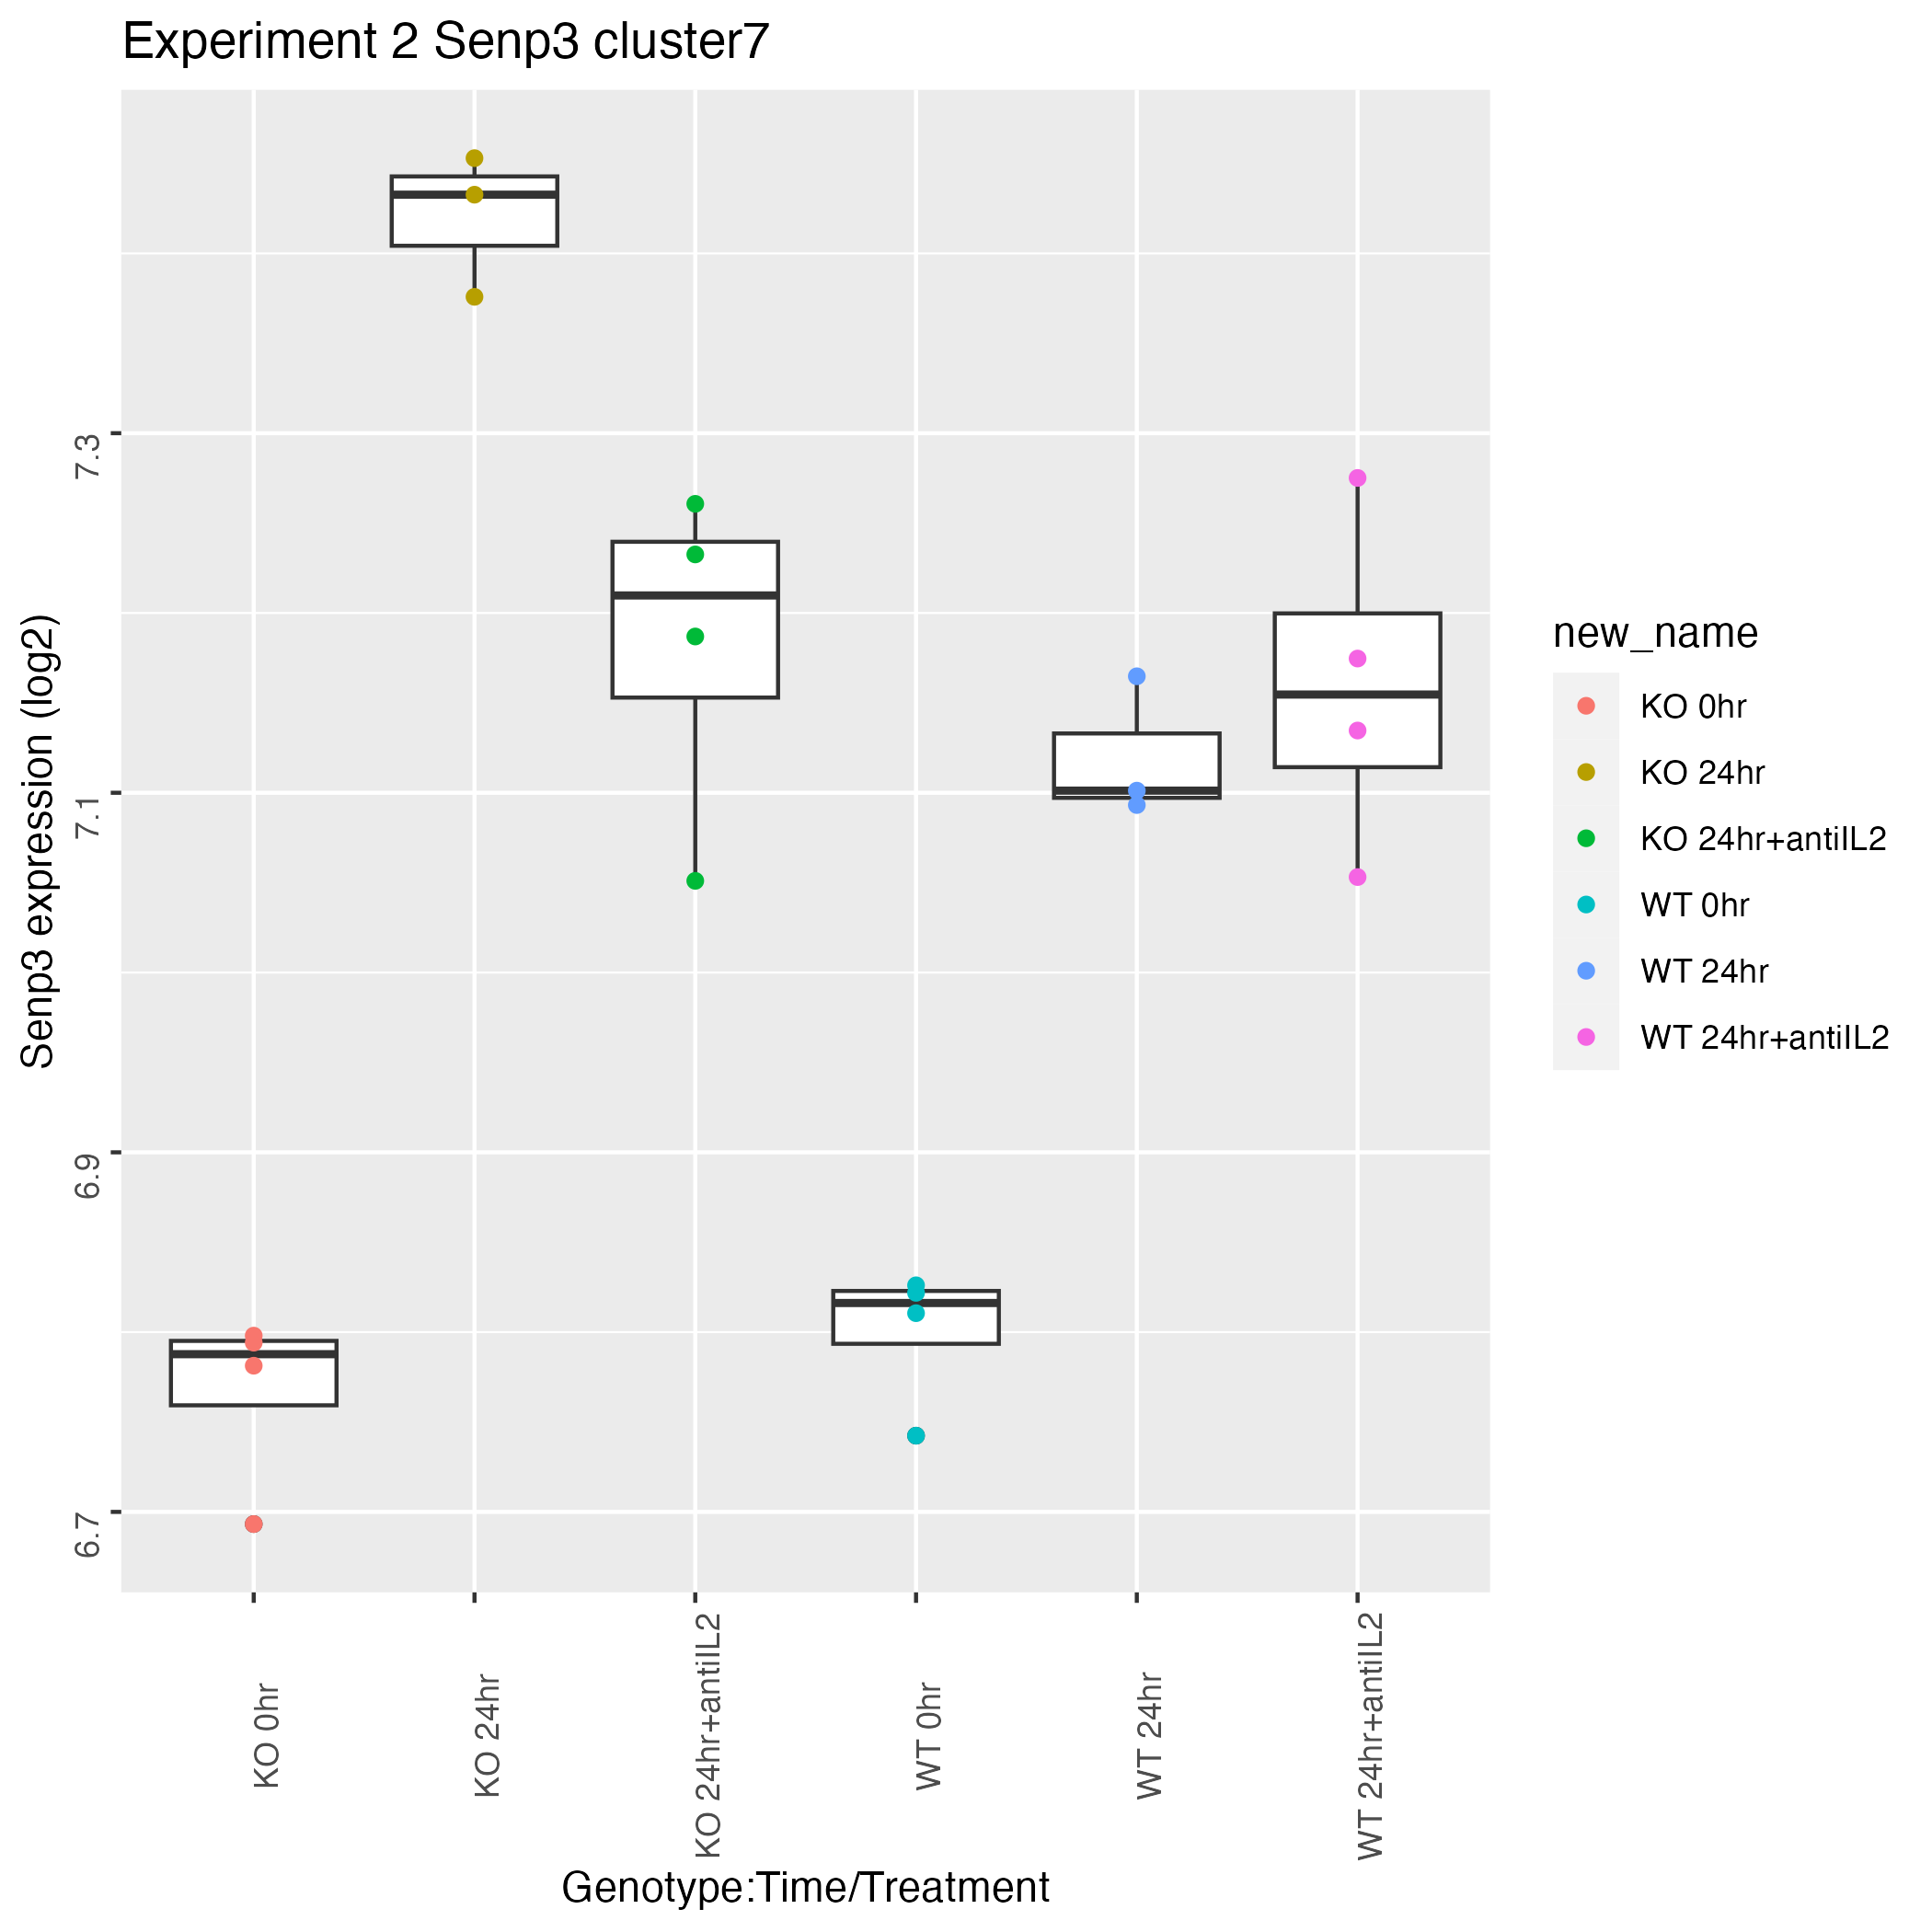 Experiment 2 Senp3 cluster7
Senp3 expression (log2)
7.3
7.1
6.9
6.7
KO 0hr
KO 24hr
KO 24hr+antiIL2
WT 0hr
WT 24hr
WT 24hr+antiIL2
Genotype:Time/Treatment
new_name
KO 0hr
KO 24hr
KO 24hr+antiIL2
WT 0hr
WT 24hr
WT 24hr+antiIL2